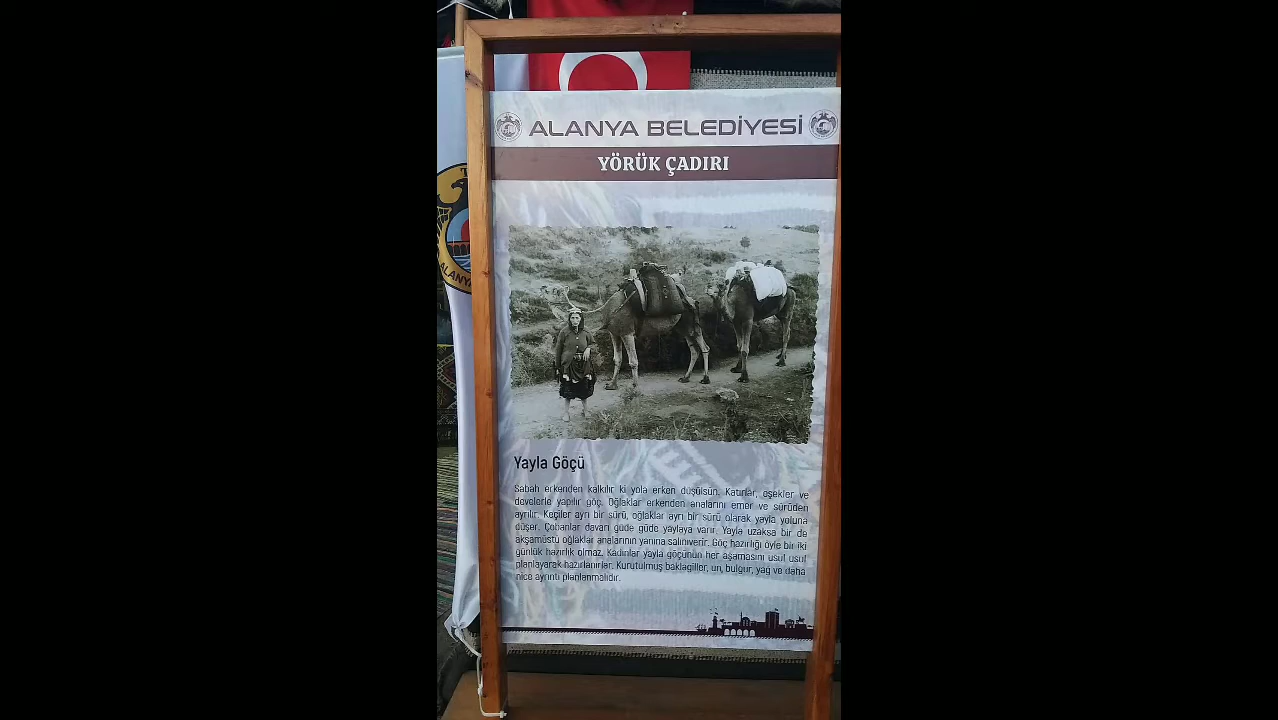 ALANYA BELEDİYESİ
YÖRÜK ÇADIRI
Yayla Göçü
Sabah erkenden kalkılır ki yola erken düşülsün. Katırlar, eşekler ve
develerle yapılır göç. Oğlaklar erkenden analarını emer ve sürüden
ayrılır. Keçiler ayrı bir sürü, oğlaklar ayrı bir sürü olarak yayla yoluna
düşer. Çobanlar davarı güde güde yaylaya varır. Yayla uzaksa bir de
akşamüstü oğlaklar analarının yanına salınıverir. Göç hazırlığı öyle bir iki
günlük hazırlık olmaz. Kadınlar yayla göçünün her aşamasını usul usul
planlayarak hazırlanırlar. Kurutulmuş baklagiller, un, bulgur, yağ ve daha
nice ayrıntı planlanmalıdır.
ALANYA